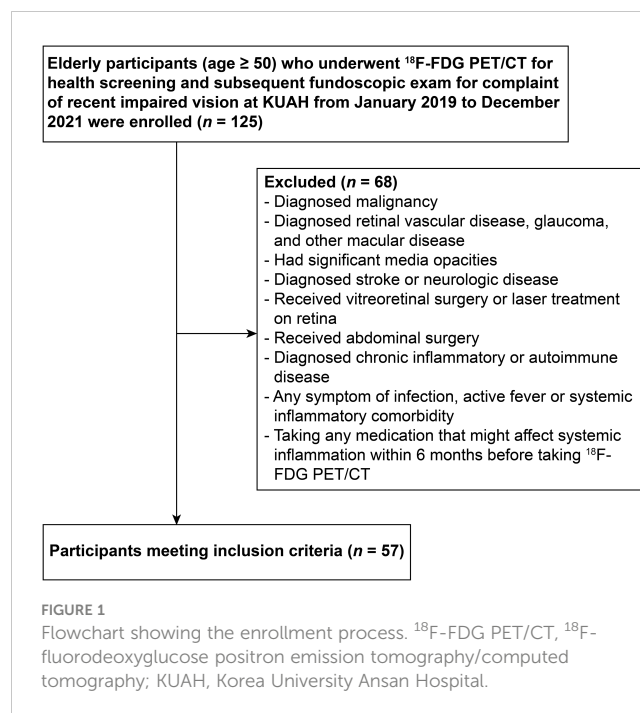 Elderly participants (age ≥ 50) who underwent ¹⁸F-FDG PET/CT for
health screening and subsequent fundoscopic exam for complaint
of recent impaired vision at KUAH from January 2019 to December
2021 were enrolled (n = 125)
Excluded (n = 68)
- Diagnosed malignancy
- Diagnosed retinal vascular disease, glaucoma,
and other macular disease
- Had significant media opacities
- Diagnosed stroke or neurologic disease
- Received vitreoretinal surgery or laser treatment
on retina
- Received abdominal surgery
- Diagnosed chronic inflammatory or autoimmune
disease
- Any symptom of infection, active fever or systemic
inflammatory comorbidity
- Taking any medication that might affect systemic
inflammation within 6 months before taking ¹⁸F-
FDG PET/CT
Participants meeting inclusion criteria (n = 57)
FIGURE 1
Flowchart showing the enrollment process. ¹⁸F-FDG PET/CT, ¹⁸F-
fluorodeoxyglucose positron emission tomography/computed
tomography; KUAH, Korea University Ansan Hospital.